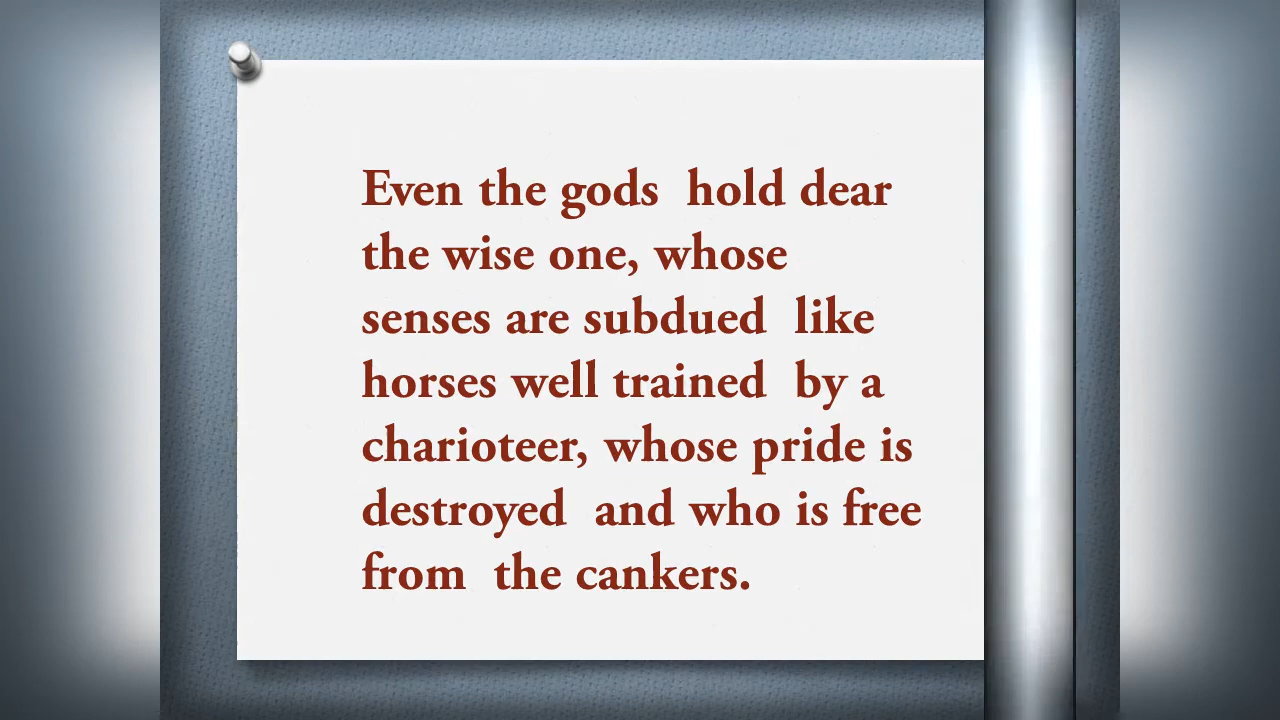 Even the gods  hold dear
the wise one, whose
senses are subdued  like
horses well trained  by a
charioteer, whose pride is
destroyed  and who is free
from  the cankers.